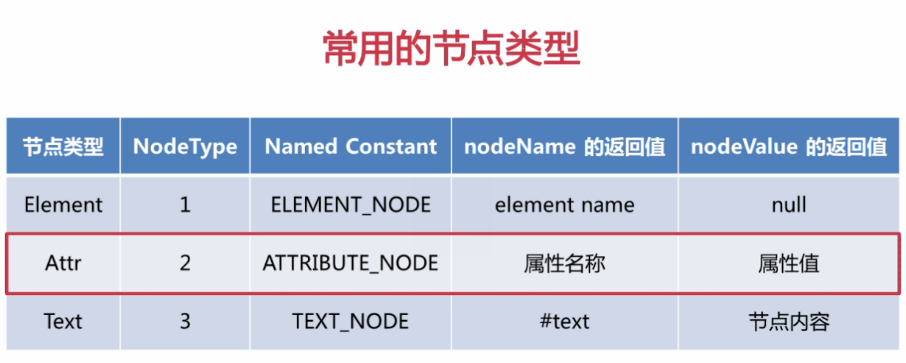 常用的节点类型
节点类型 NodeType Named Constant nodeName 的返回值 nodeValue 的返回值
Element 1 ELEMENT_NODE element name null
Attr 2 ATTRIBUTE_NODE 属性名称 属性值
Text 3 TEXT_NODE #text 节点内容